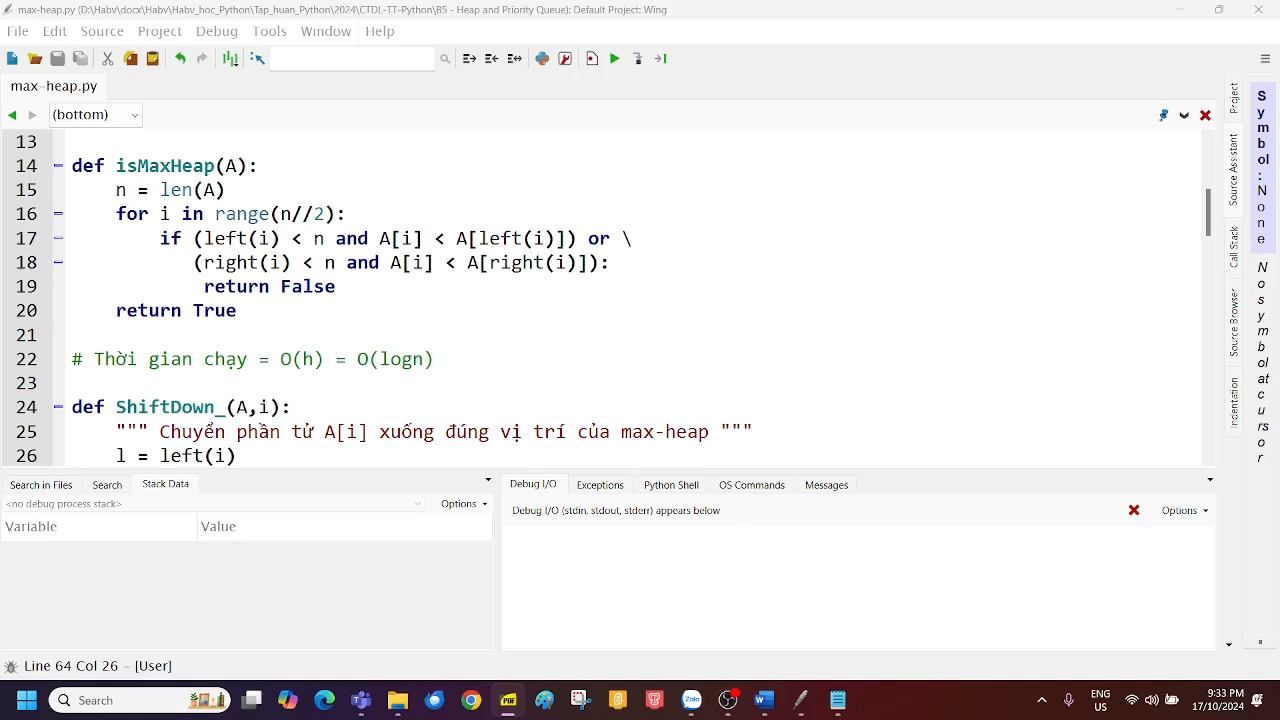 max-heap.py (D:\Habv\docx\Habv\Habv_hoc_Python\Tap_huan_Python\2024\CTDL-TT-Python\B5 - Heap and Priority Queue): Default Project: Wing
File Edit Source Project Debug Tools Window Help
max-heap.py
(bottom)
13
14 def isMaxHeap(A):
15 n = len(A)
16 for i in range(n//2):
17 if (left(i) < n and A[i] < A[left(i)]) or \
18 (right(i) < n and A[i] < A[right(i)]):
19 return False
20 return True
21
22 # Thời gian chạy = O(h) = O(logn)
23
24 def ShiftDown_(A,i):
25 """ Chuyển phần tử A[i] xuống đúng vị trí của max-heap """
26 l = left(i)
Project
Source Assistant
Call Stack
Source Browser
Indentation
Symbol: None
No symbol at cursor
Search in Files Search Stack Data
<no debug process stack> Options
Variable Value
Debug I/O Exceptions Python Shell OS Commands Messages
Debug I/O (stdin, stdout, stderr) appears below Options
Line 64 Col 26 - [User]
Search
PDF
Zalo
ENG
US
9:33 PM
17/10/2024